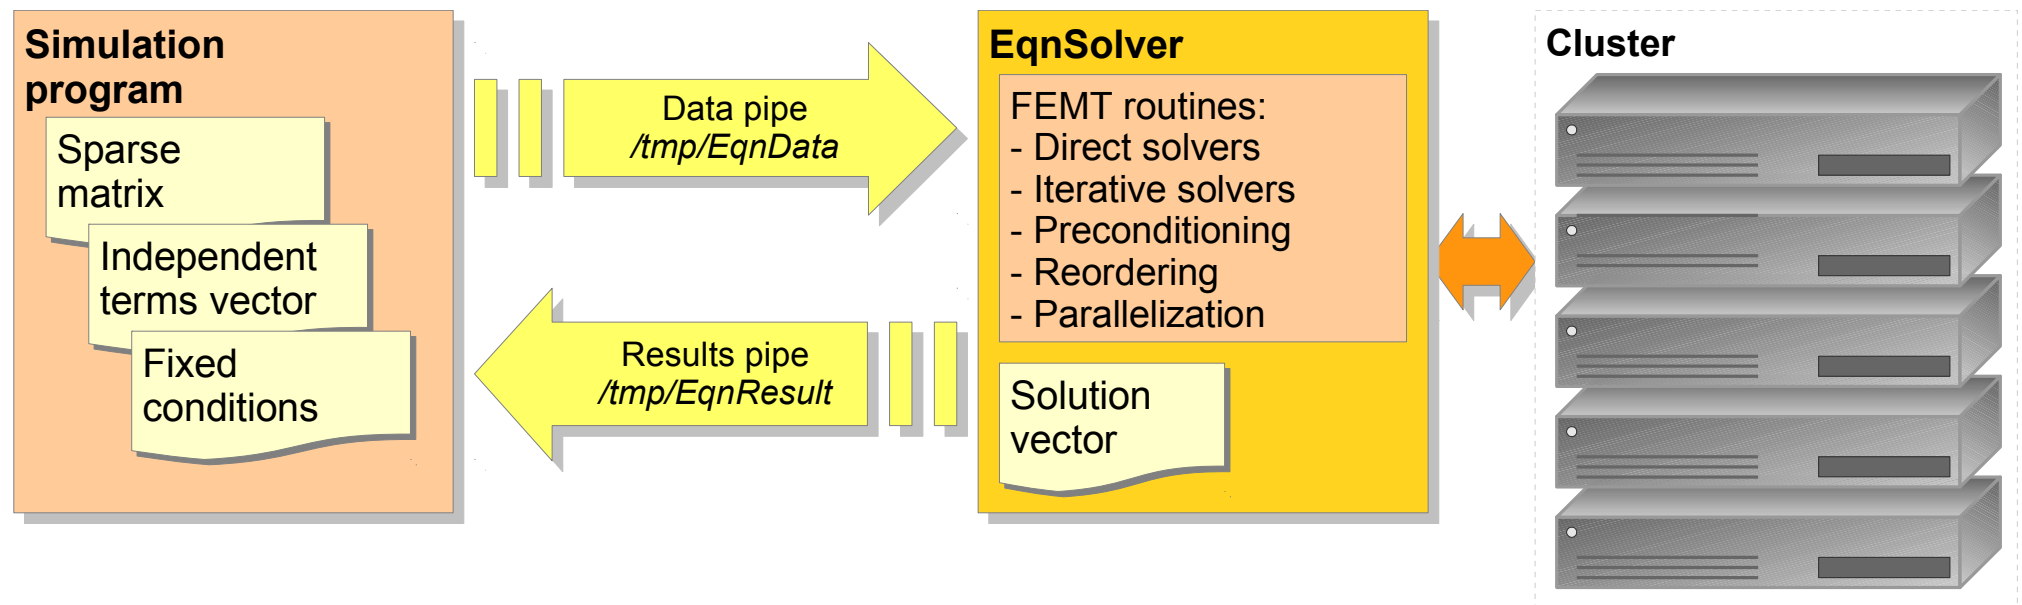 Simulation
program
Sparse
matrix
Independent
terms vector
Fixed
conditions
Data pipe
/tmp/EqnData
Results pipe
/tmp/EqnResult
EqnSolver
FEMT routines:
- Direct solvers
- Iterative solvers
- Preconditioning
- Reordering
- Parallelization
Solution
vector
Cluster